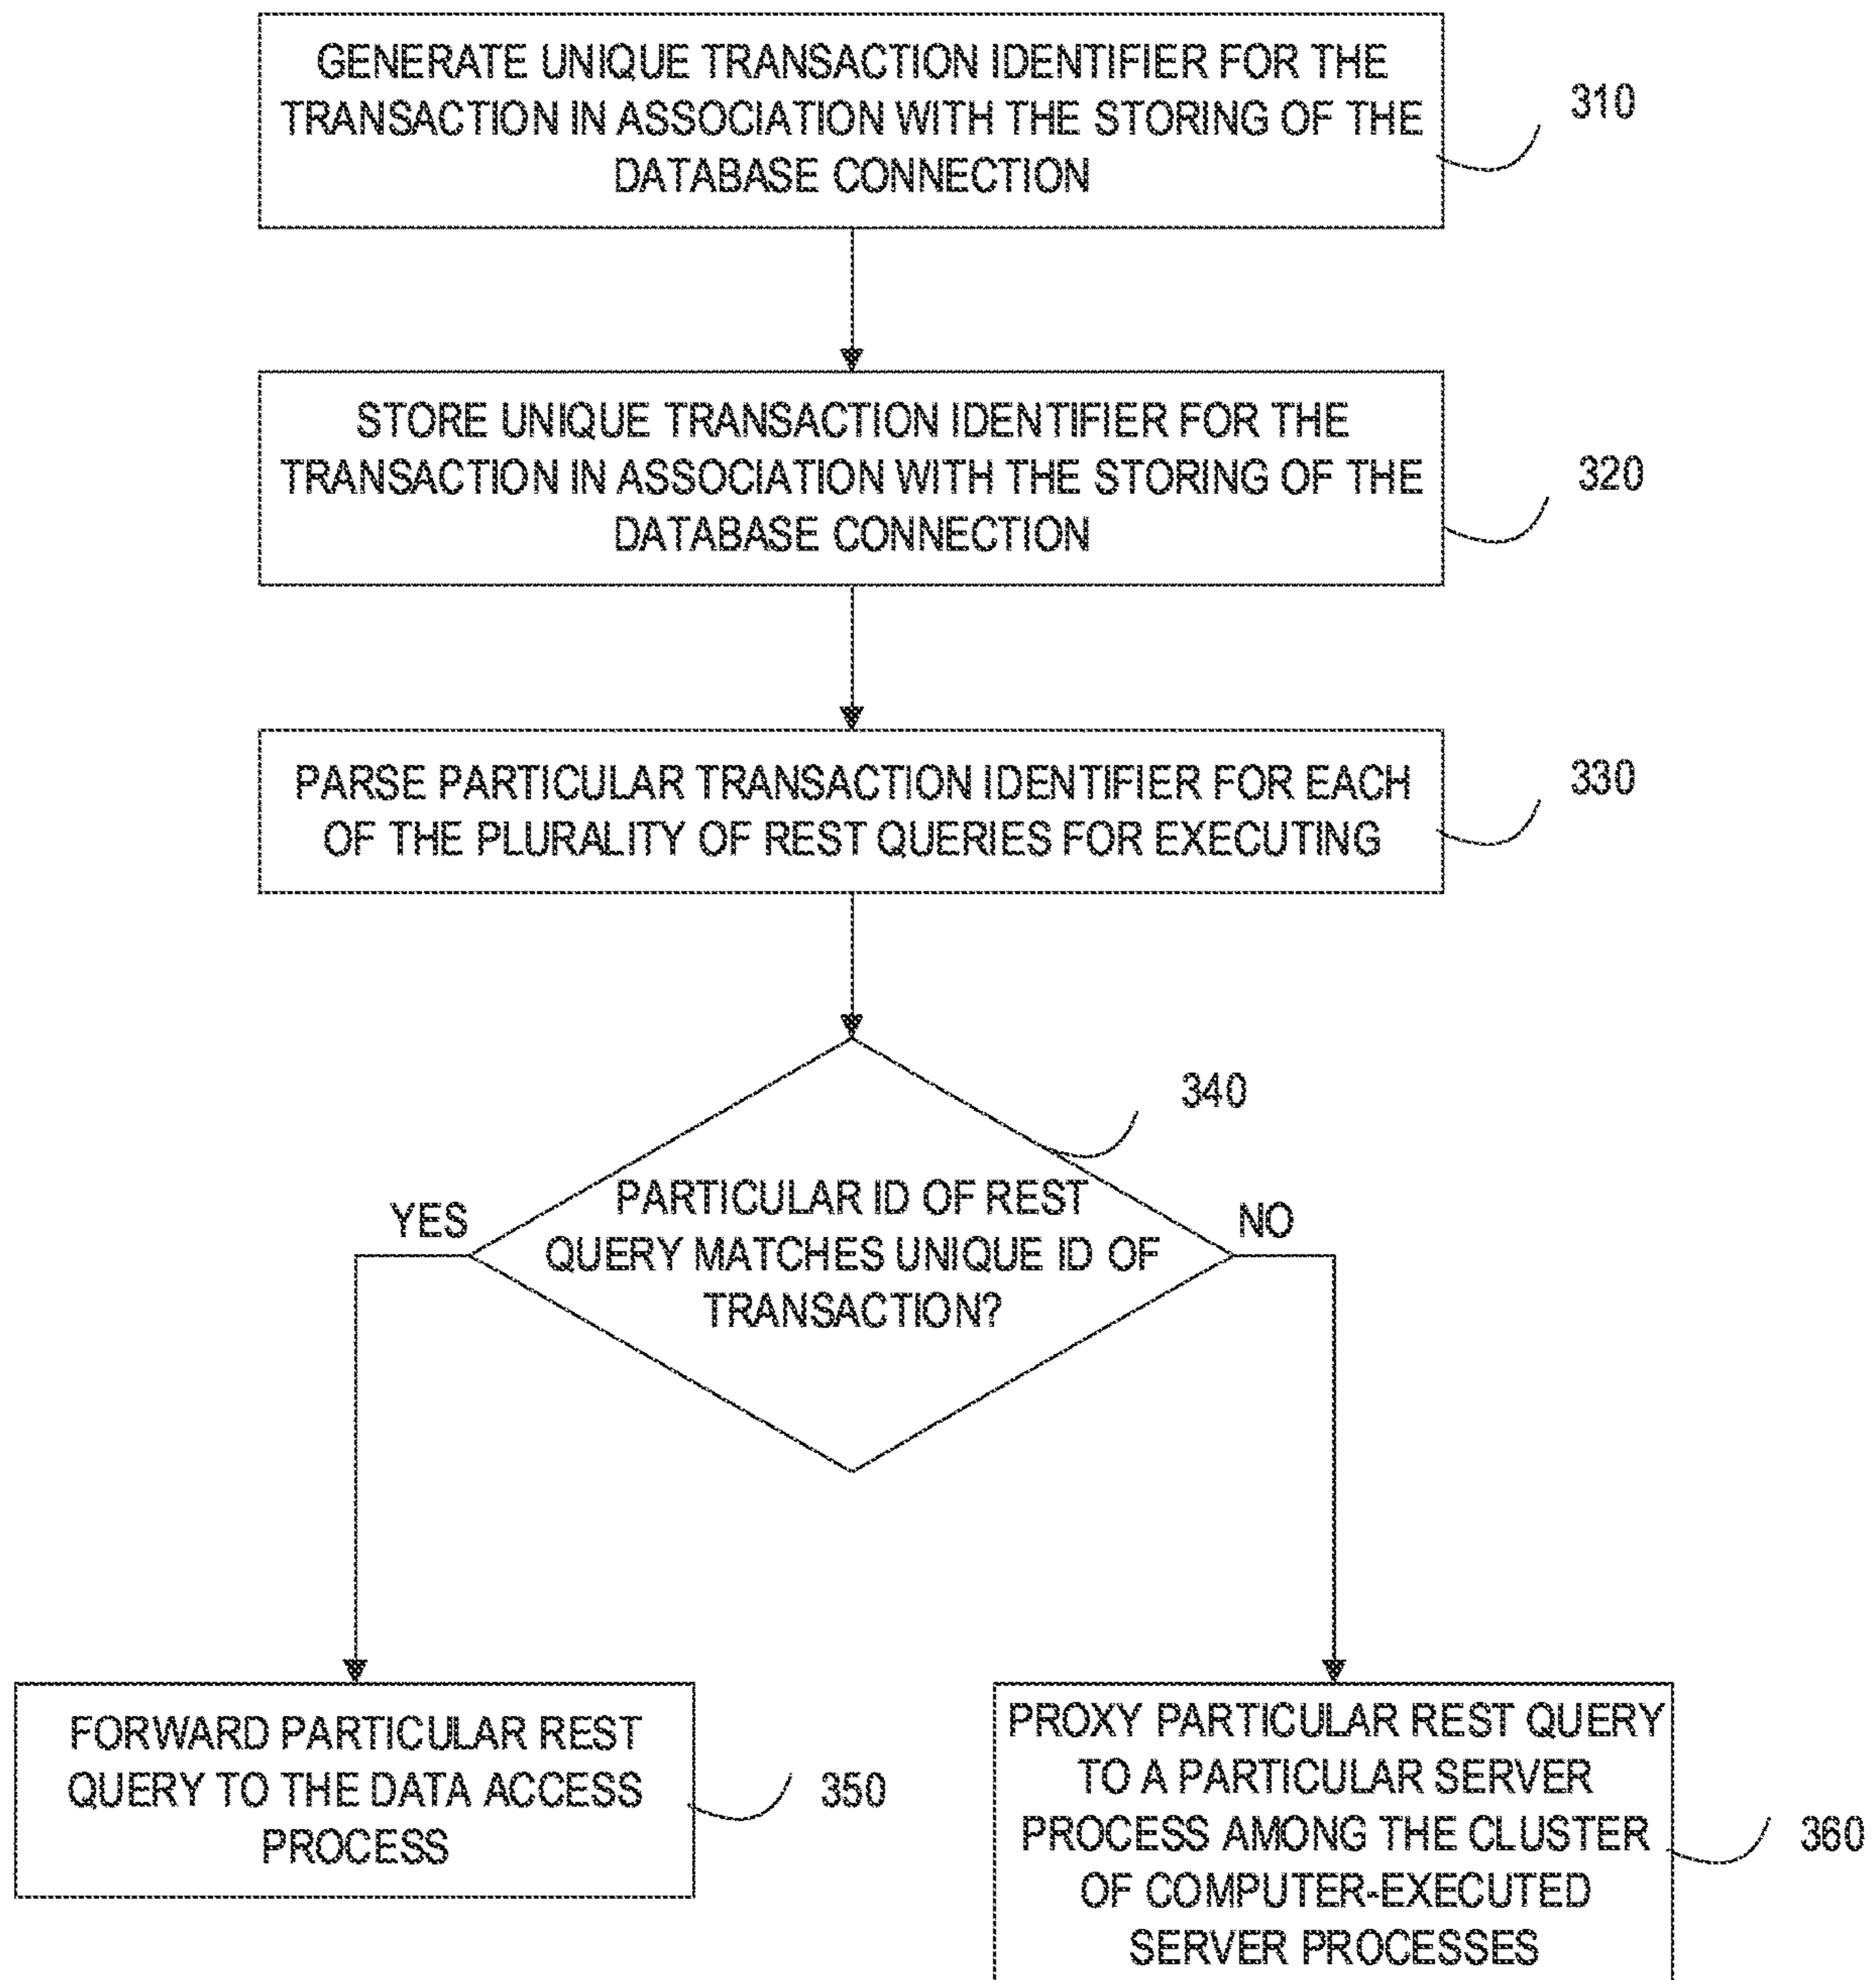 GENERATE UNIQUE TRANSACTION IDENTIFIER FOR THE
TRANSACTION IN ASSOCIATION WITH THE STORING OF THE
DATABASE CONNECTION
310
STORE UNIQUE TRANSACTION IDENTIFIER FOR THE
TRANSACTION IN ASSOCIATION WITH THE STORING OF THE
DATABASE CONNECTION
320
PARSE PARTICULAR TRANSACTION IDENTIFIER FOR EACH
OF THE PLURALITY OF REST QUERIES FOR EXECUTING
330
340
PARTICULAR ID OF REST
QUERY MATCHES UNIQUE ID OF
TRANSACTION?
YES
NO
FORWARD PARTICULAR REST
QUERY TO THE DATA ACCESS
PROCESS
350
PROXY PARTICULAR REST QUERY
TO A PARTICULAR SERVER
PROCESS AMONG THE CLUSTER
OF COMPUTER-EXECUTED
SERVER PROCESSES
360